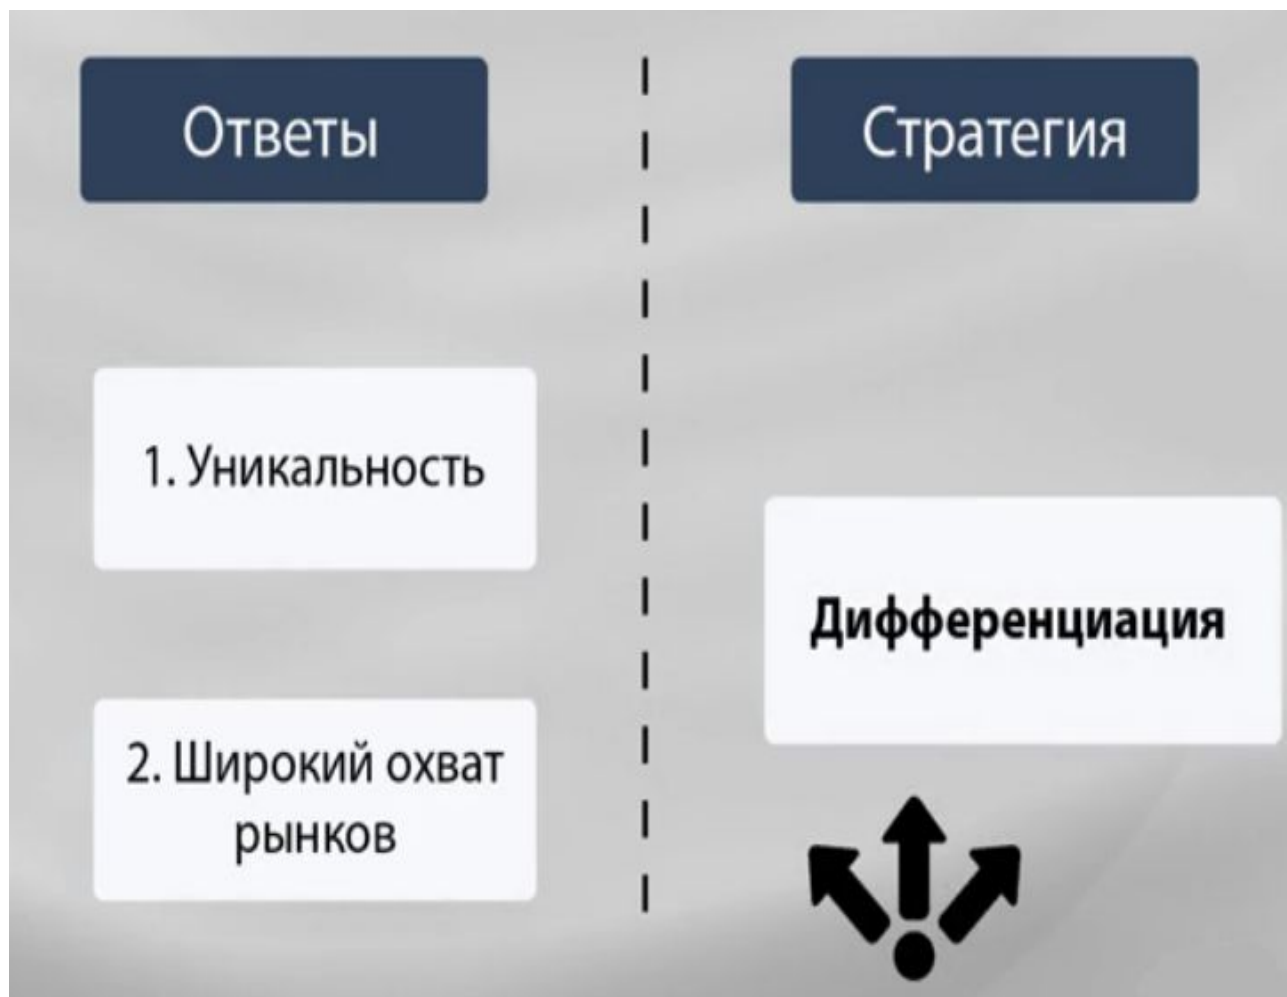 Ответы
Стратегия
1. Уникальность
2. Широкий охват
рынков
Дифференциация